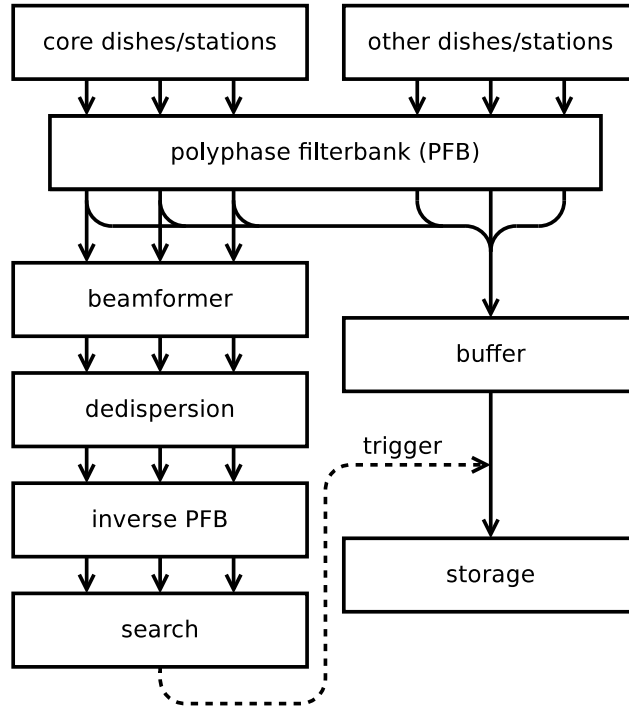 core dishes/stations
other dishes/stations
polyphase filterbank (PFB)
beamformer
buffer
dedispersion
trigger
inverse PFB
storage
search